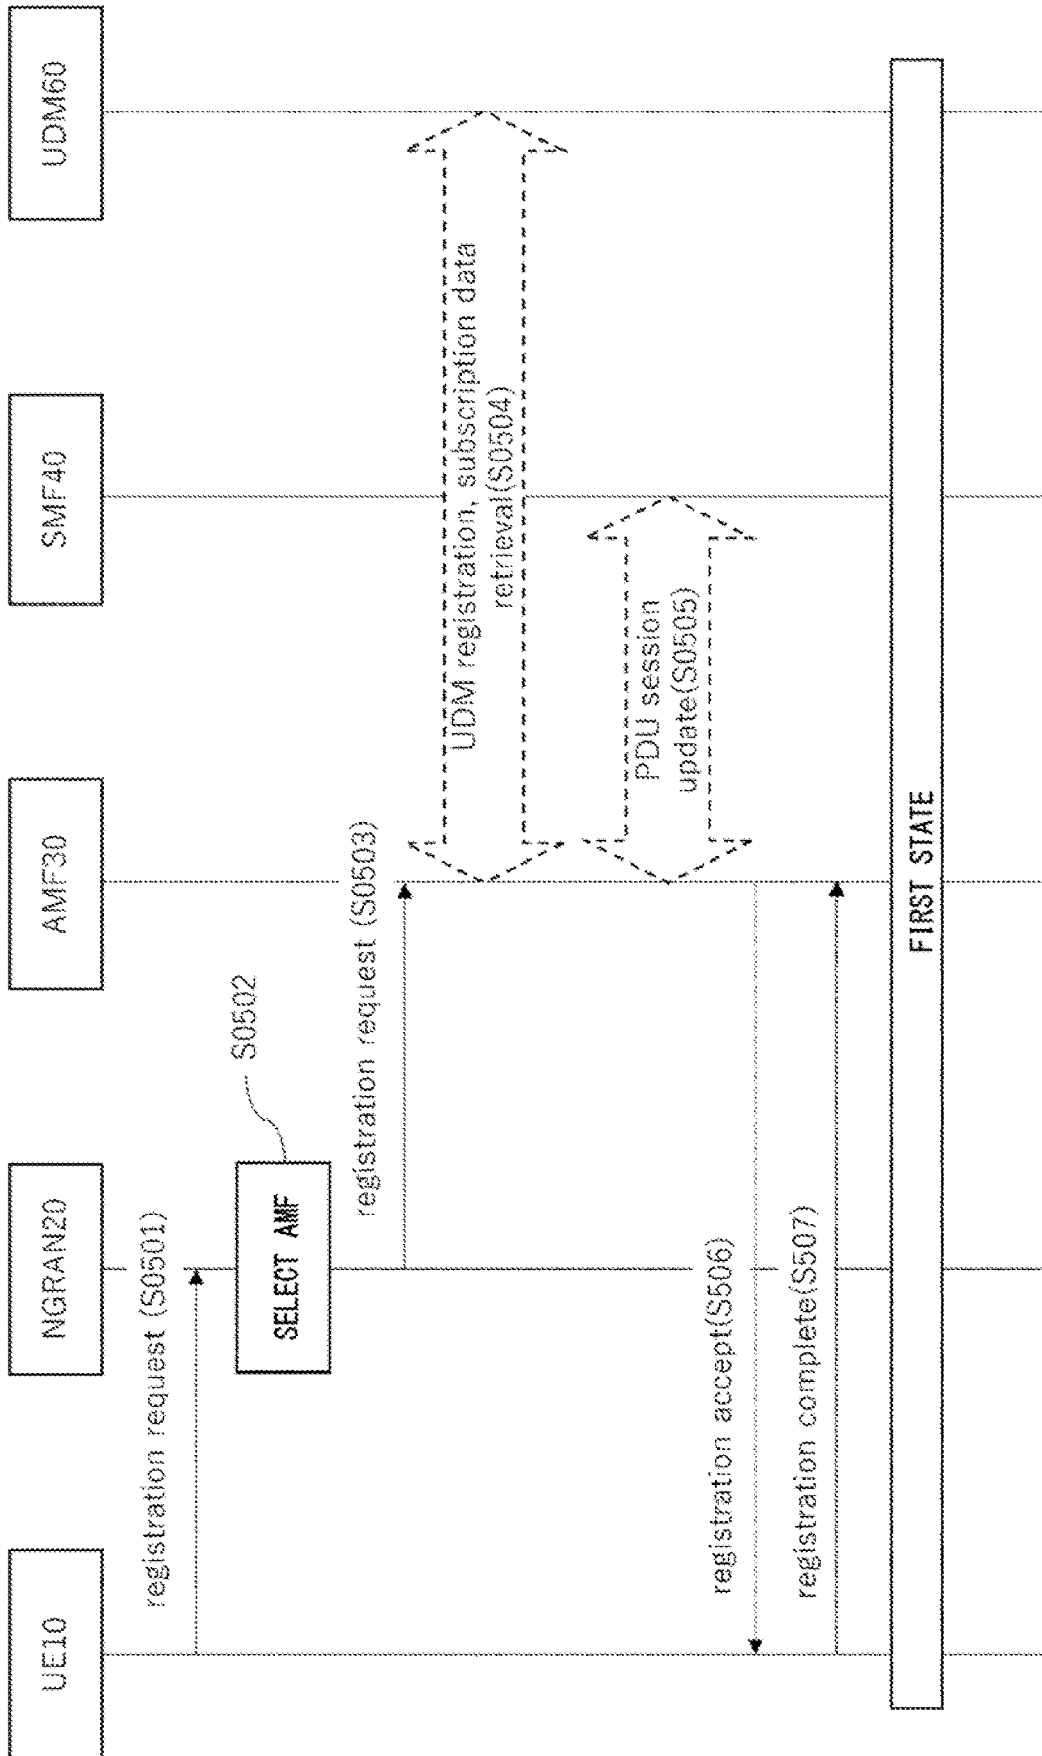 UE10
NGRAN20
AMF30
SMF40
UDM60
registration request (S0501)
SELECT AMF
S0502
registration request (S0503)
UDM registration, subscription data
retrieval(S0504)
PDU session
update(S0505)
registration accept(S506)
registration complete(S507)
FIRST STATE